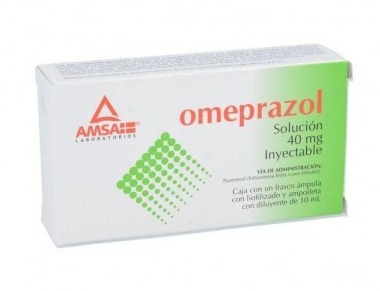 AMSA
LABORATORIOS
omeprazol
Solución
40 mg
Inyectable
VÍA DE ADMINISTRACIÓN:
Caja con un frasco ámpula
con liofilizado y ampolleta
con diluyente de 10 mL